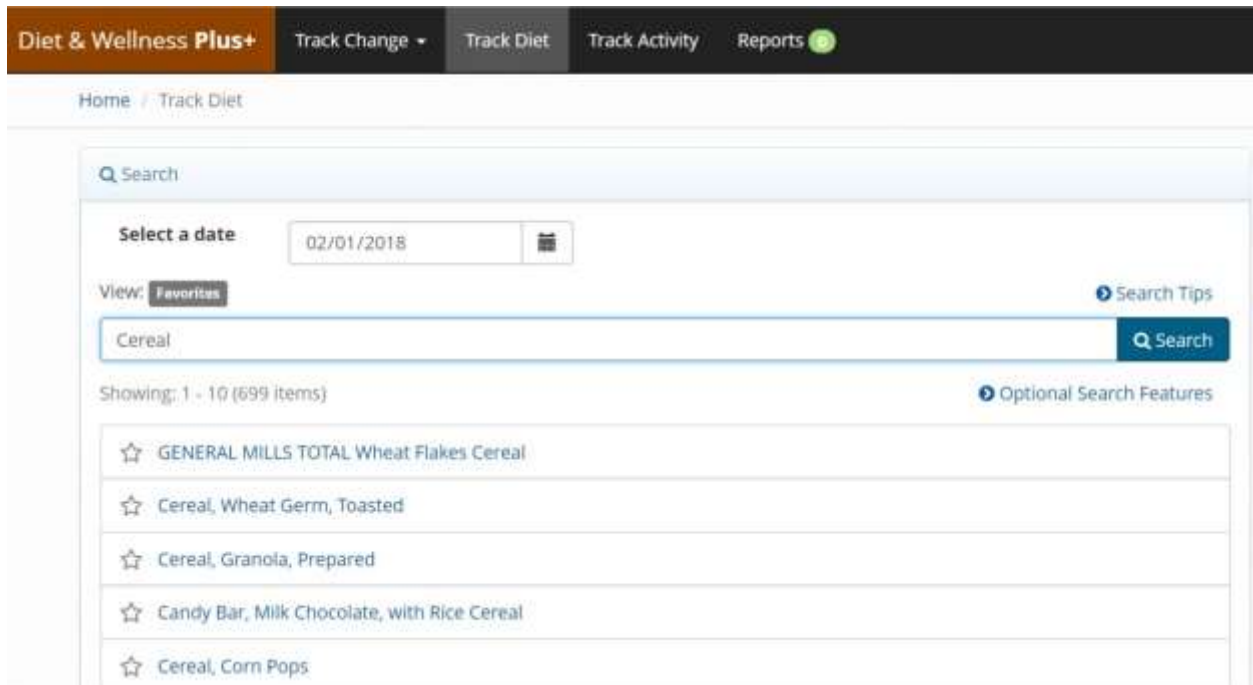 Diet & Wellness Plus+ Track Change Track Diet Track Activity Reports 0
Home / Track Diet
Search
Select a date 02/01/2018
View: Favorites Search Tips
Cereal Search
Showing: 1 - 10 (699 items) Optional Search Features
GENERAL MILLS TOTAL Wheat Flakes Cereal
Cereal, Wheat Germ, Toasted
Cereal, Granola, Prepared
Candy Bar, Milk Chocolate, with Rice Cereal
Cereal, Corn Pops